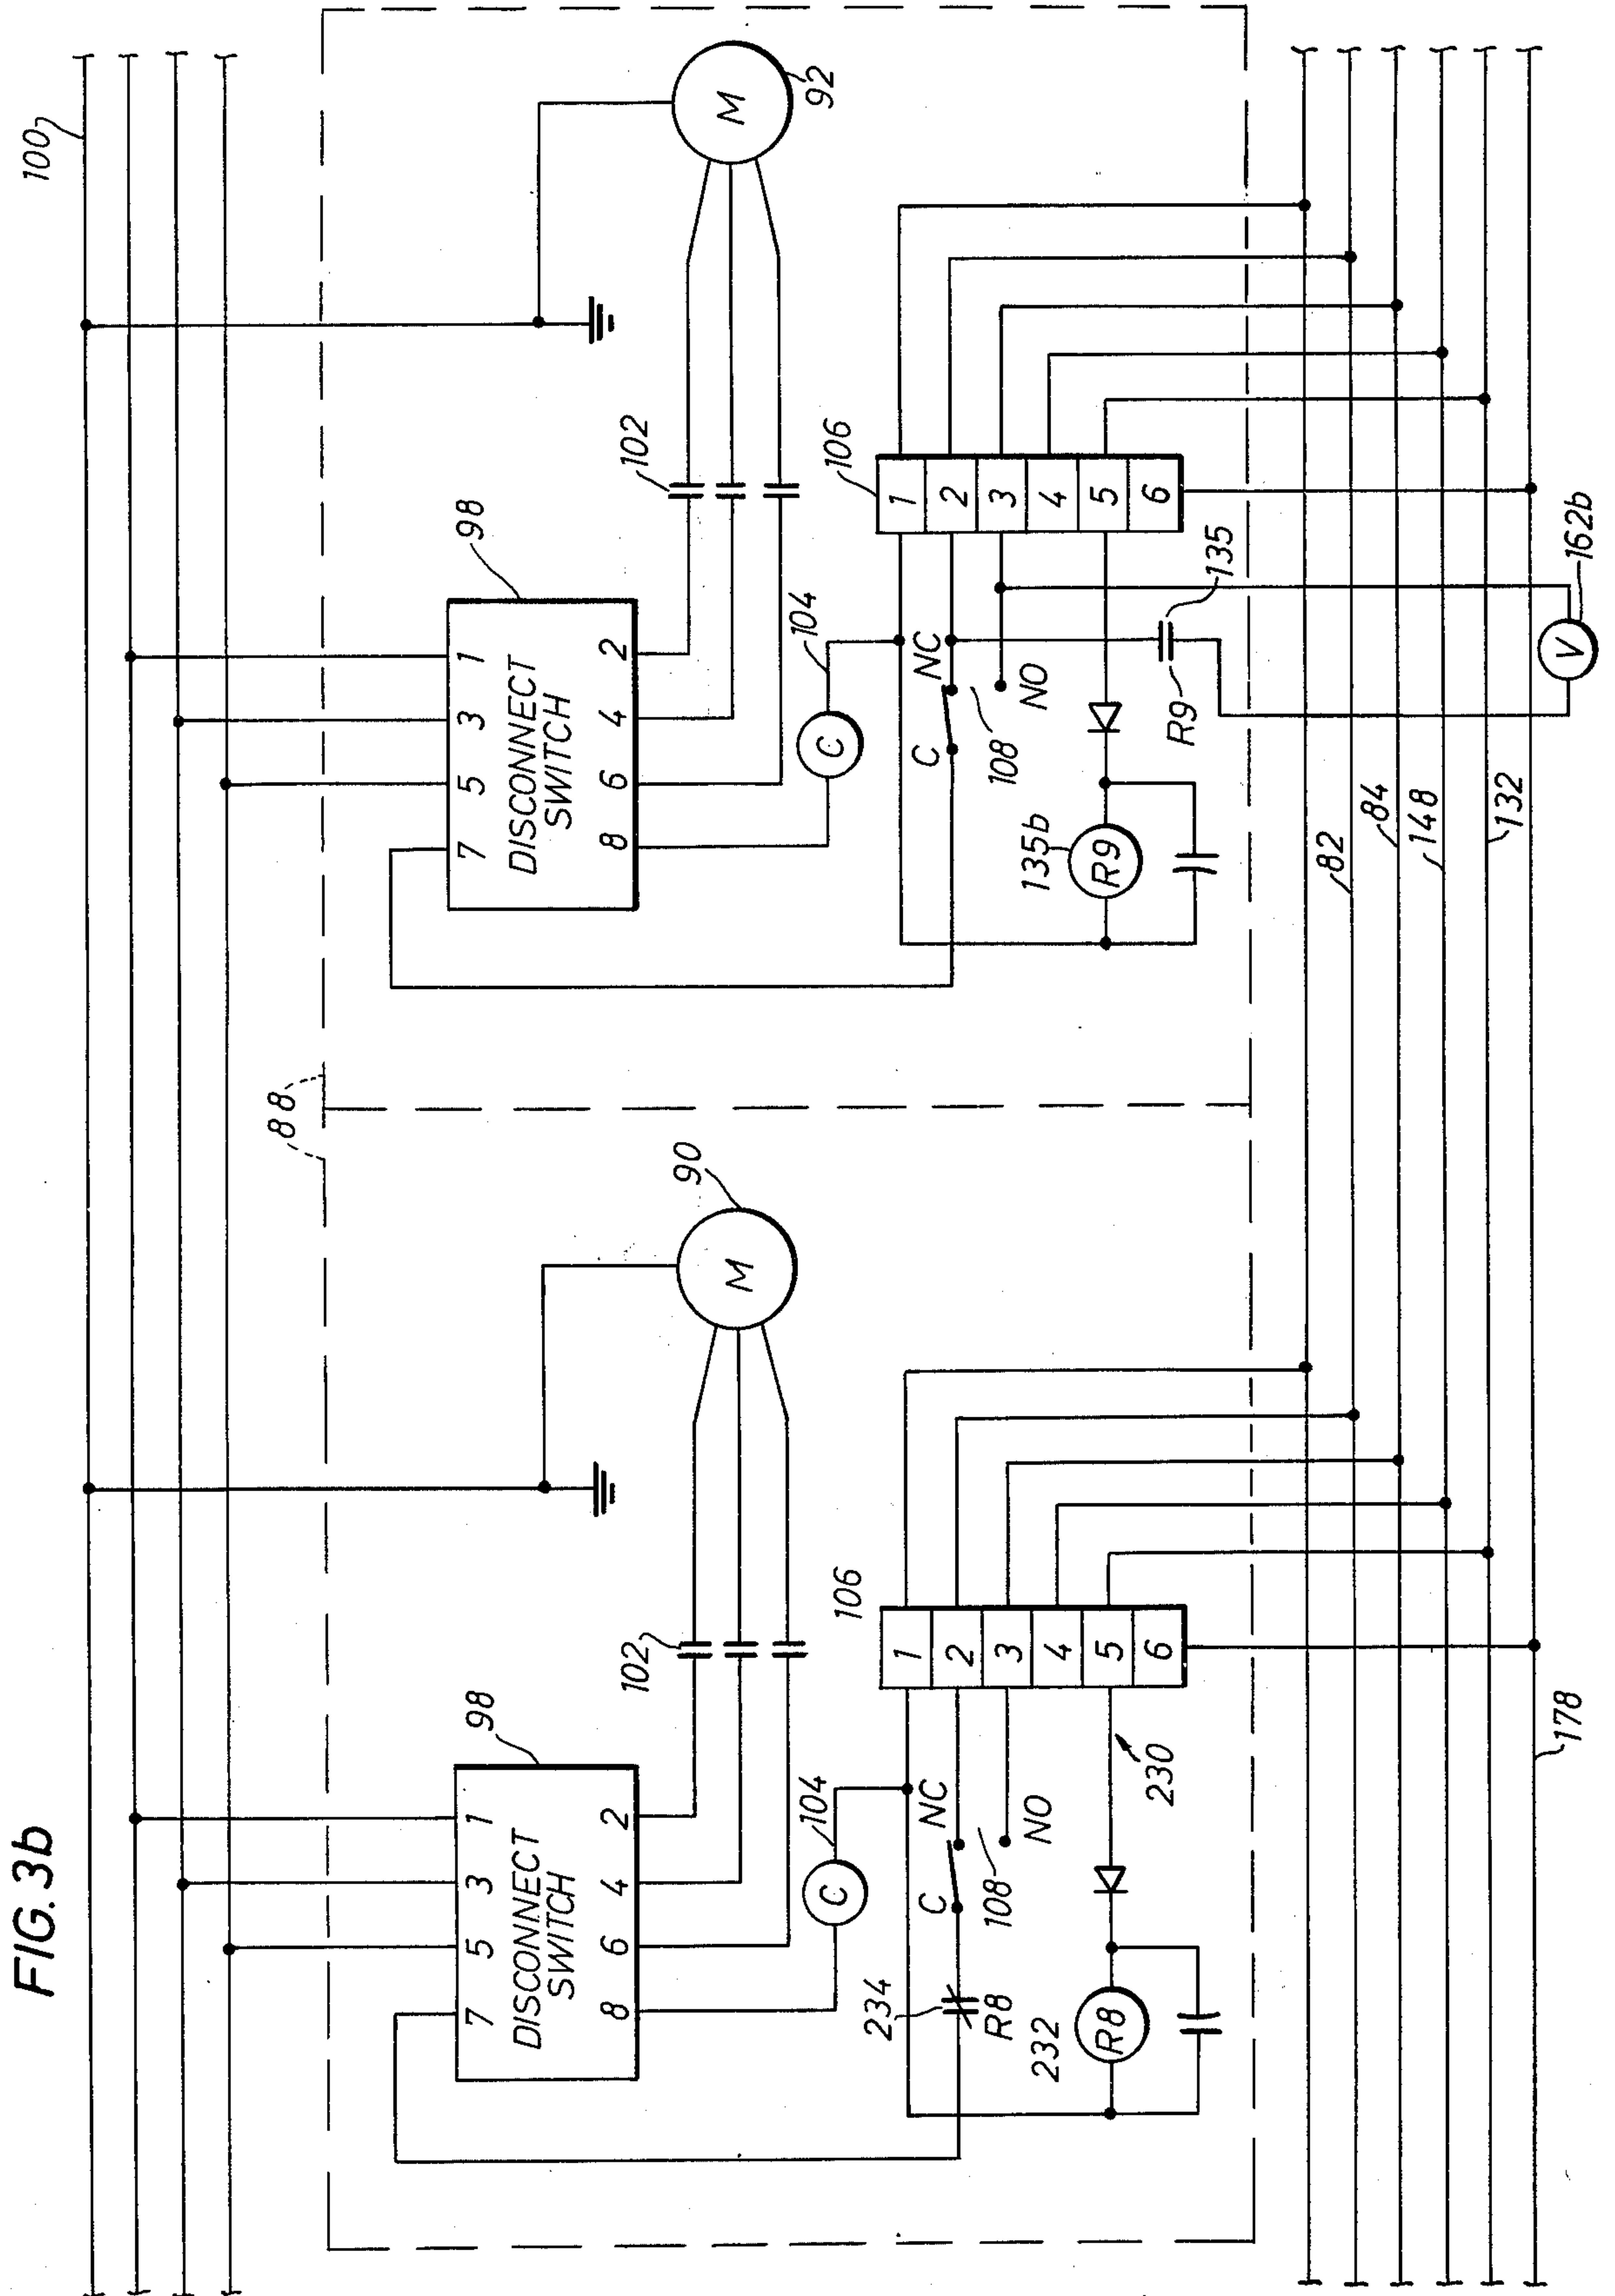 FIG. 3b
100
88
98
7 5 3 1
DISCONNECT
SWITCH
8 6 4 2
102
90
M
104
C
106
1
2
3
4
5
6
NC
C
NO
108
234
R8
232
R8
230
178
98
7 5 3 1
DISCONNECT
SWITCH
8 6 4 2
102
92
M
104
C
106
1
2
3
4
5
6
NC
C
NO
108
135
R9
135b
R9
82
84
148
132
V
162b